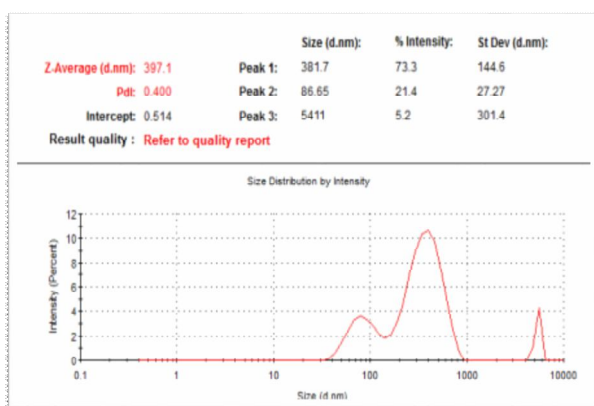 Size (d.nm): % Intensity: St Dev (d.nm):
Z-Average (d.nm): 397.1 Peak 1: 381.7 73.3 144.6
PdI: 0.400 Peak 2: 86.65 21.4 27.27
Intercept: 0.514 Peak 3: 5411 5.2 301.4
Result quality : Refer to quality report
Size Distribution by Intensity
Intensity (Percent)
12
10
8
6
4
2
0
0.1 1 10 100 1000 10000
Size (d.nm)